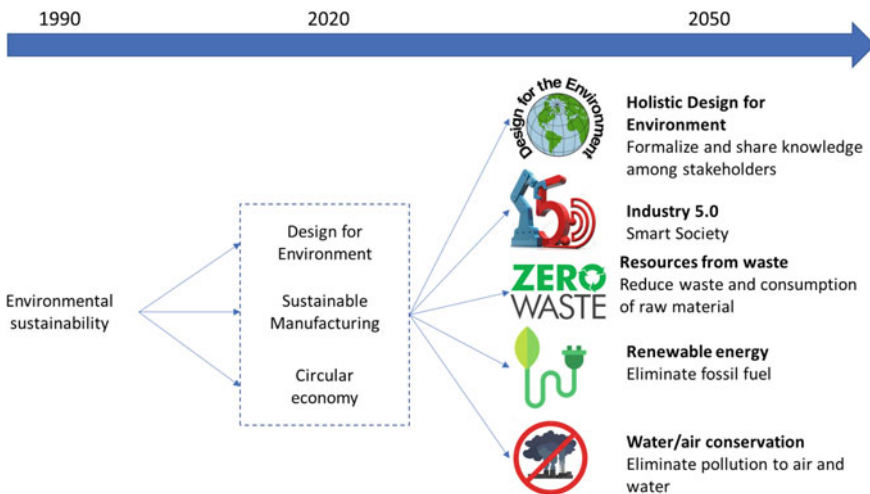 1990
2020
2050
Environmental
sustainability
Design for
Environment
Sustainable
Manufacturing
Circular
economy
Design for the Environment
Holistic Design for
Environment
Formalize and share knowledge
among stakeholders
5
Industry 5.0
Smart Society
ZERO
WASTE
Resources from waste
Reduce waste and consumption
of raw material
Renewable energy
Eliminate fossil fuel
Water/air conservation
Eliminate pollution to air and
water